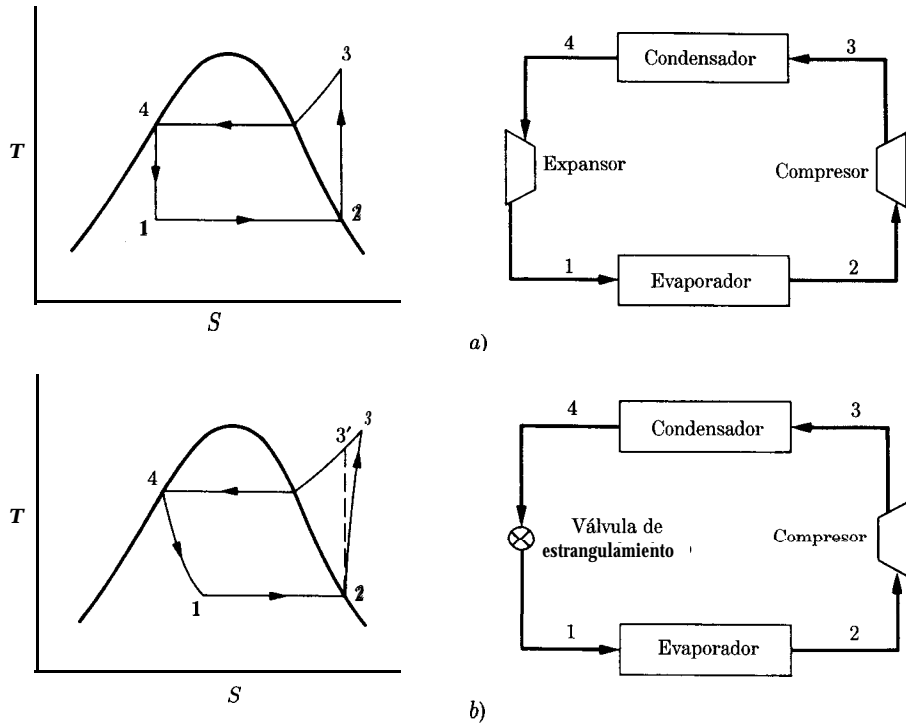 T
S
4
3
1
2
4
Condensador
3
Expansor
Compresor
1
Evaporador
2
a)
T
S
4
3′
3
1
2
4
Condensador
3
Válvula de
estrangulamiento
Compresor
1
Evaporador
2
b)